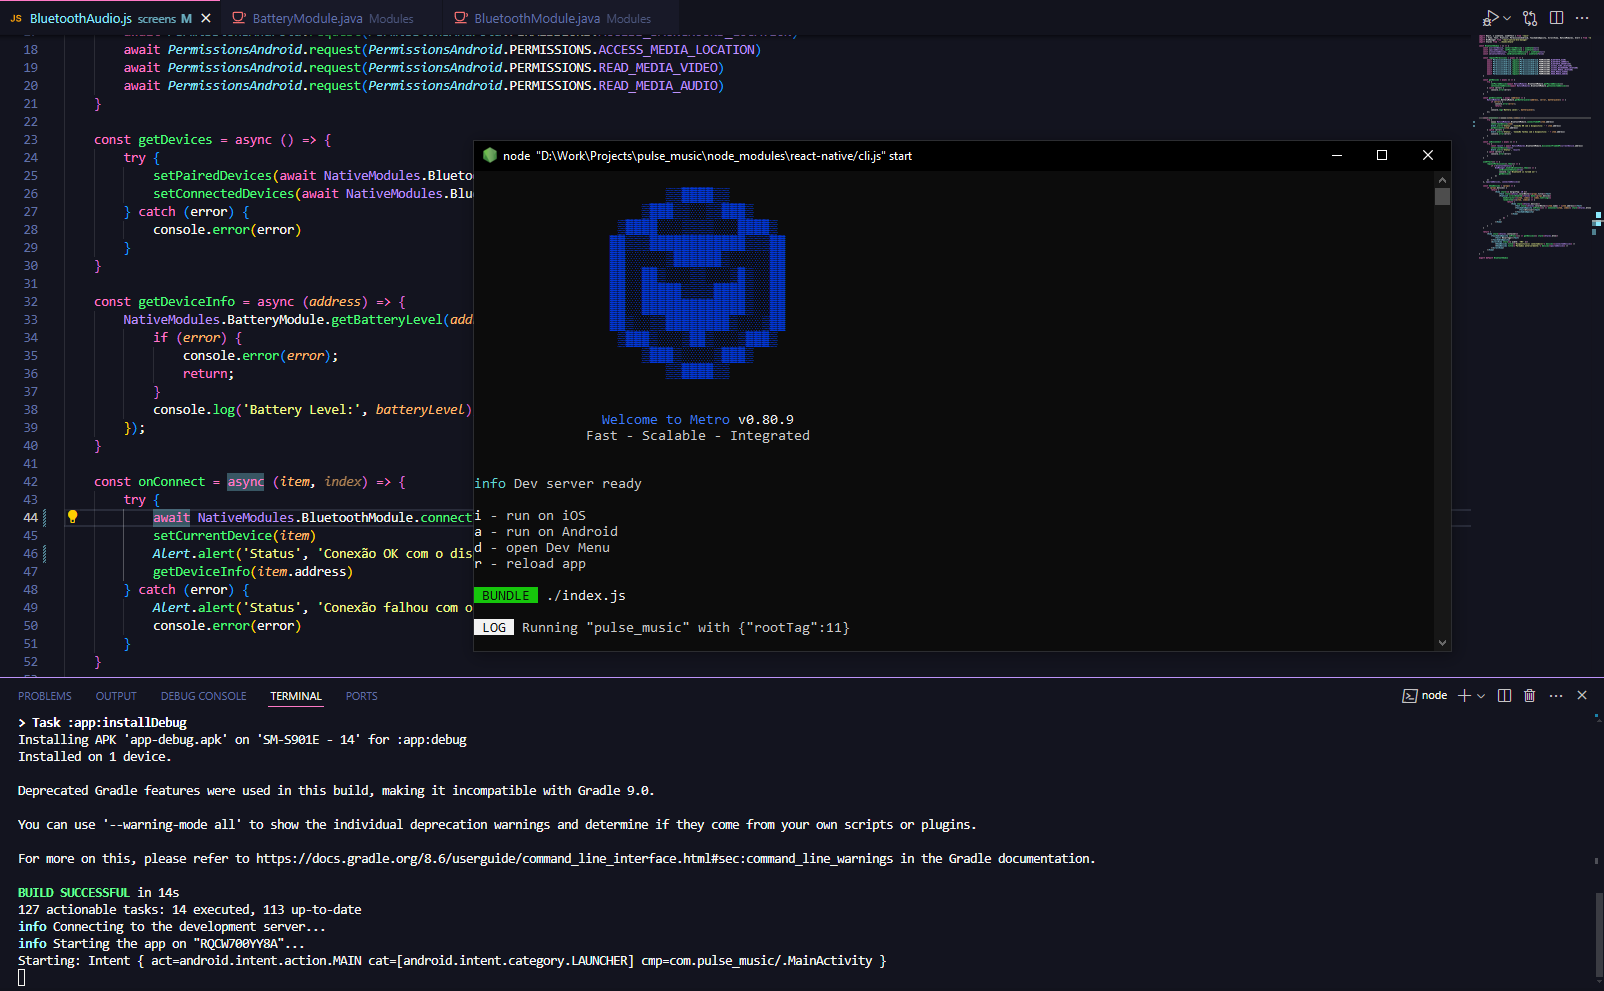 JS BluetoothAudio.js screens M
BatteryModule.java Modules
BluetoothModule.java Modules
18 await PermissionsAndroid.request(PermissionsAndroid.PERMISSIONS.ACCESS_MEDIA_LOCATION)
19 await PermissionsAndroid.request(PermissionsAndroid.PERMISSIONS.READ_MEDIA_VIDEO)
20 await PermissionsAndroid.request(PermissionsAndroid.PERMISSIONS.READ_MEDIA_AUDIO)
21 }
22
23 const getDevices = async () => {
24 try {
25 setPairedDevices(await NativeModules.Blueto
26 setConnectedDevices(await NativeModules.Blu
27 } catch (error) {
28 console.error(error)
29 }
30 }
31
32 const getDeviceInfo = async (address) => {
33 NativeModules.BatteryModule.getBatteryLevel(add
34 if (error) {
35 console.error(error);
36 return;
37 }
38 console.log('Battery Level:', batteryLevel)
39 });
40 }
41
42 const onConnect = async (item, index) => {
43 try {
44 await NativeModules.BluetoothModule.connect
45 setCurrentDevice(item)
46 Alert.alert('Status', 'Conexão OK com o dis
47 getDeviceInfo(item.address)
48 } catch (error) {
49 Alert.alert('Status', 'Conexão falhou com o
50 console.error(error)
51 }
52 }
node "D:\Work\Projects\pulse_music\node_modules\react-native/cli.js" start
Welcome to Metro v0.80.9
Fast - Scalable - Integrated
info Dev server ready
i - run on iOS
a - run on Android
d - open Dev Menu
r - reload app
BUNDLE ./index.js
LOG Running "pulse_music" with {"rootTag":11}
PROBLEMS OUTPUT DEBUG CONSOLE TERMINAL PORTS
node
> Task :app:installDebug
Installing APK 'app-debug.apk' on 'SM-S901E - 14' for :app:debug
Installed on 1 device.
Deprecated Gradle features were used in this build, making it incompatible with Gradle 9.0.
You can use '--warning-mode all' to show the individual deprecation warnings and determine if they come from your own scripts or plugins.
For more on this, please refer to https://docs.gradle.org/8.6/userguide/command_line_interface.html#sec:command_line_warnings in the Gradle documentation.
BUILD SUCCESSFUL in 14s
127 actionable tasks: 14 executed, 113 up-to-date
info Connecting to the development server...
info Starting the app on "RQCW700YY8A"...
Starting: Intent { act=android.intent.action.MAIN cat=[android.intent.category.LAUNCHER] cmp=com.pulse_music/.MainActivity }